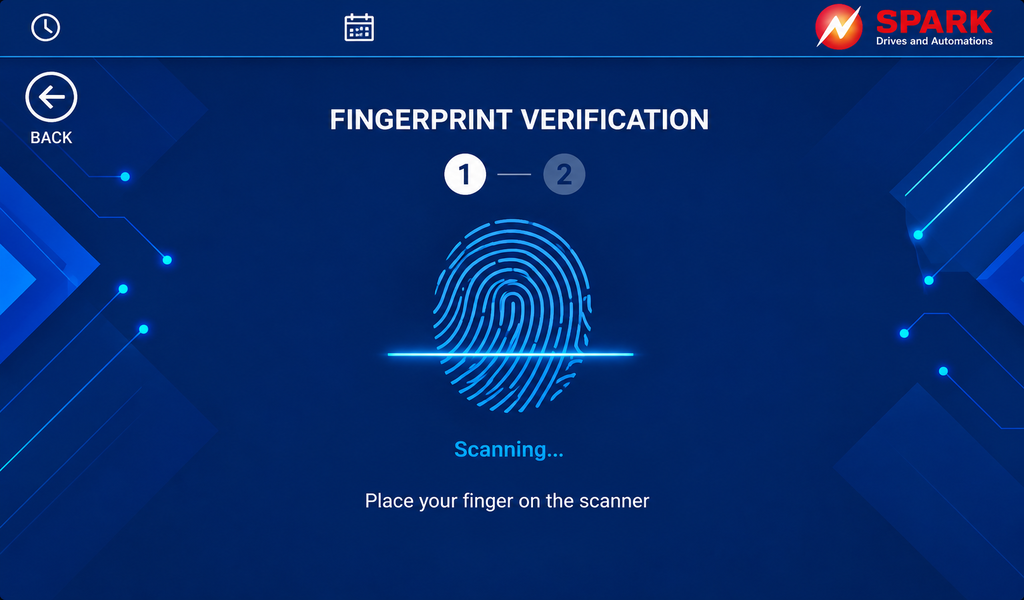 SPARK
Drives and Automations
BACK
FINGERPRINT VERIFICATION
1 2
Scanning...
Place your finger on the scanner